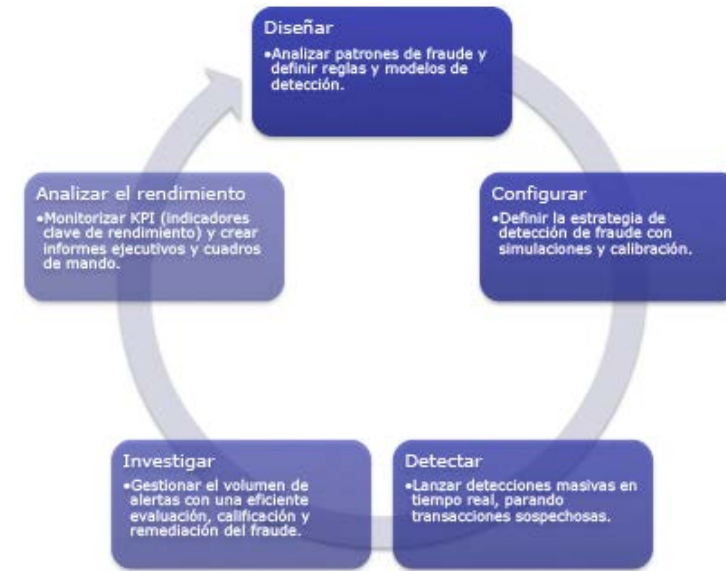 Diseñar
•Analizar patrones de fraude y
definir reglas y modelos de
detección.
Configurar
•Definir la estrategia de
detección de fraude con
simulaciones y calibración.
Detectar
•Lanzar detecciones masivas en
tiempo real, parando
transacciones sospechosas.
Investigar
•Gestionar el volumen de
alertas con una eficiente
evaluación, calificación y
remediación del fraude.
Analizar el rendimiento
•Monitorizar KPI (indicadores
clave de rendimiento) y crear
informes ejecutivos y cuadros
de mando.